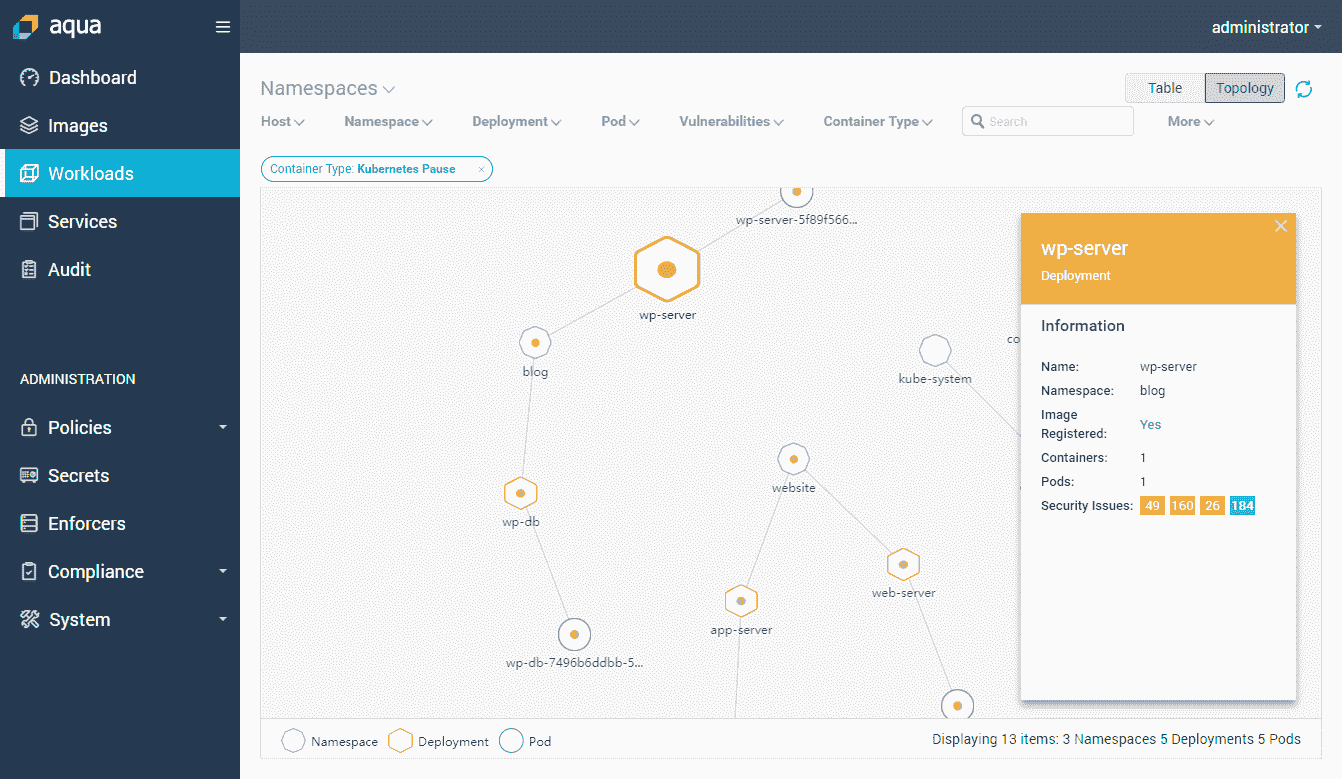 aqua
administrator
Dashboard
Images
Workloads
Services
Audit
ADMINISTRATION
Policies
Secrets
Enforcers
Compliance
System
Namespaces
Table
Topology
Host
Namespace
Deployment
Pod
Vulnerabilities
Container Type
Search
More
Container Type: Kubernetes Pause
wp-server-5f89f566...
wp-server
blog
co
kube-system
website
wp-db
web-server
app-server
wp-db-7496b6ddbb-5...
wp-server
Deployment
Information
Name: wp-server
Namespace: blog
Image
Registered: Yes
Containers: 1
Pods: 1
Security Issues: 49 160 26 184
Namespace
Deployment
Pod
Displaying 13 items: 3 Namespaces 5 Deployments 5 Pods